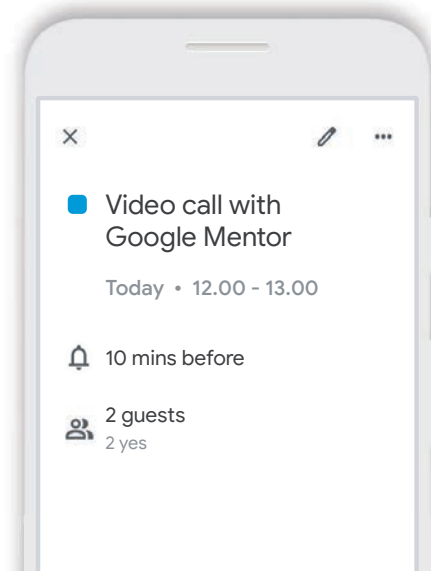 Video call with
Google Mentor
Today • 12.00 - 13.00
10 mins before
2 guests
2 yes